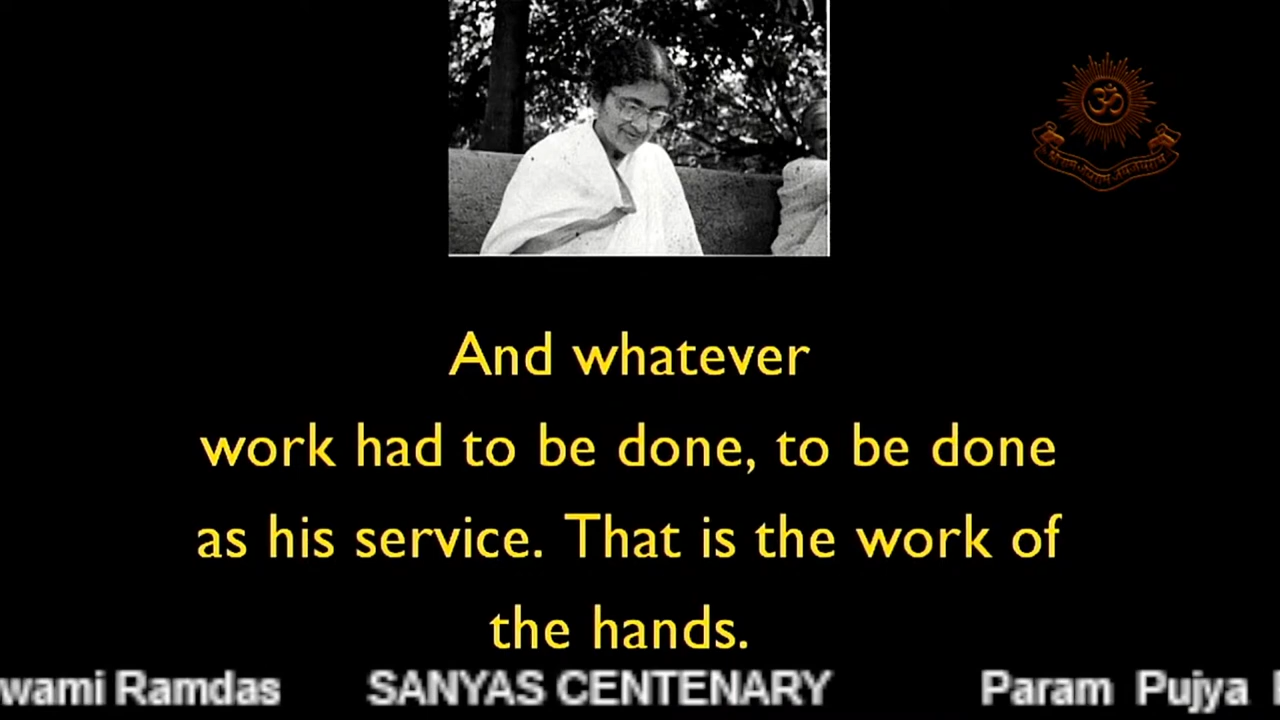 ॐ
And whatever
work had to be done, to be done
as his service. That is the work of
the hands.
wami Ramdas SANYAS CENTENARY Param Pujya